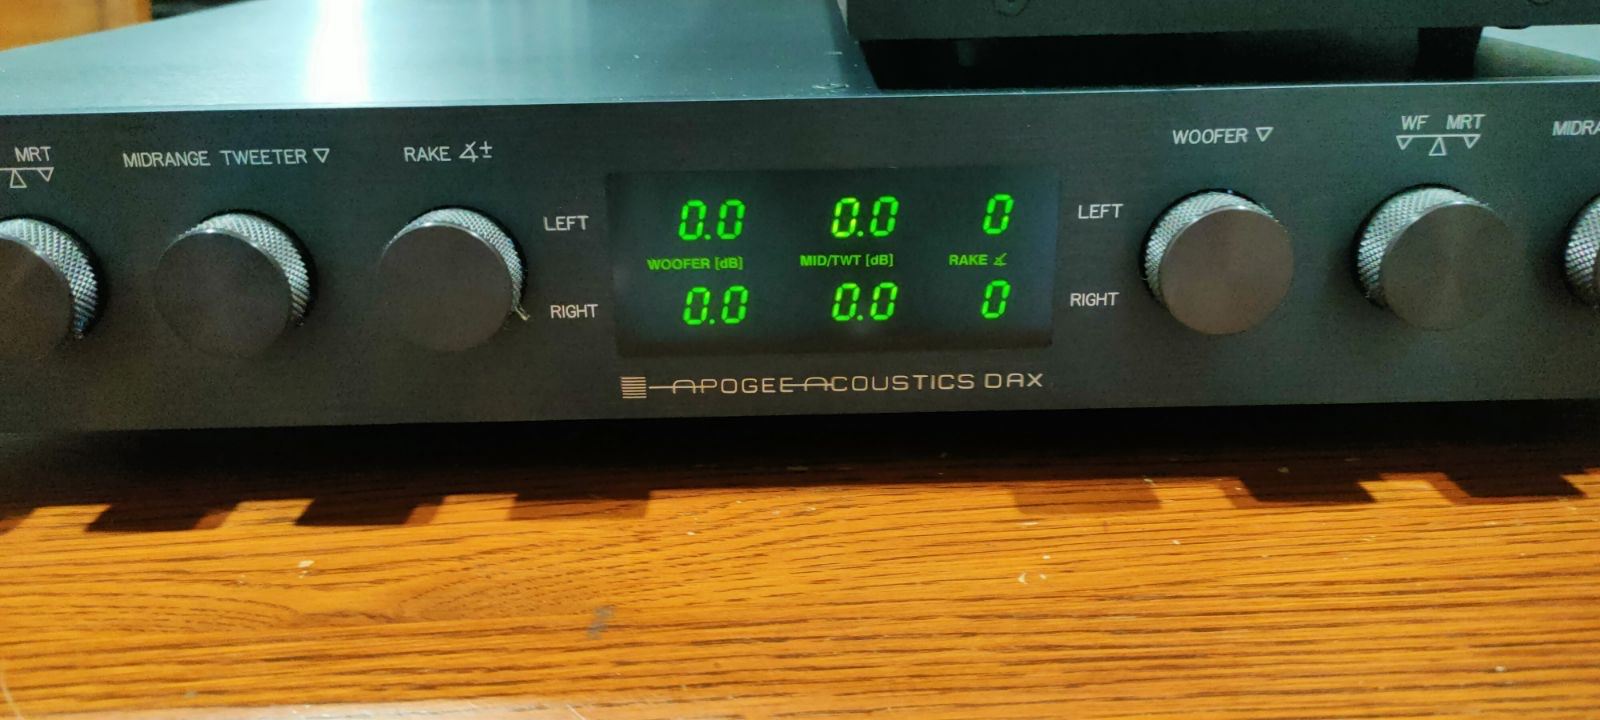 MRT
MIDRANGE TWEETER
RAKE ±
LEFT
0.0 0.0 0
WOOFER [dB] MID/TWT [dB] RAKE
RIGHT
0.0 0.0 0
LEFT
RIGHT
WOOFER
WF MRT
MIDRA
APOGEE ACOUSTICS DAX